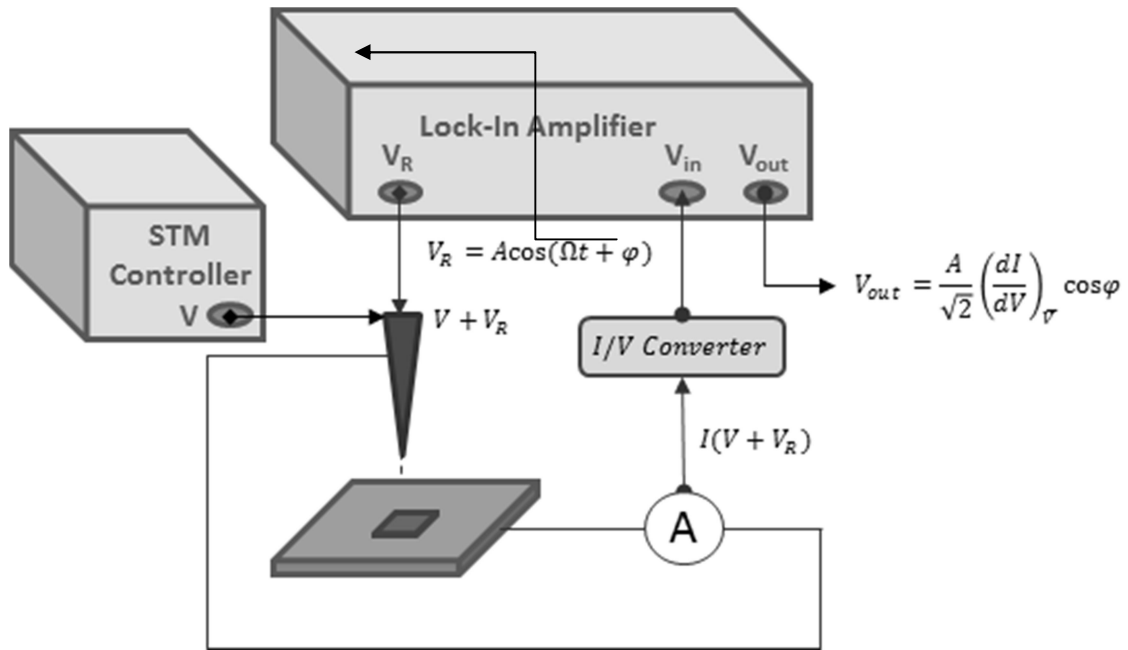 Lock-In Amplifier
V_R
V_in
V_out
STM
Controller
V
V_R = Acos(Ωt + φ)
V + V_R
V_out = A/√2 (dI/dV)_V cosφ
I/V Converter
I(V + V_R)
A